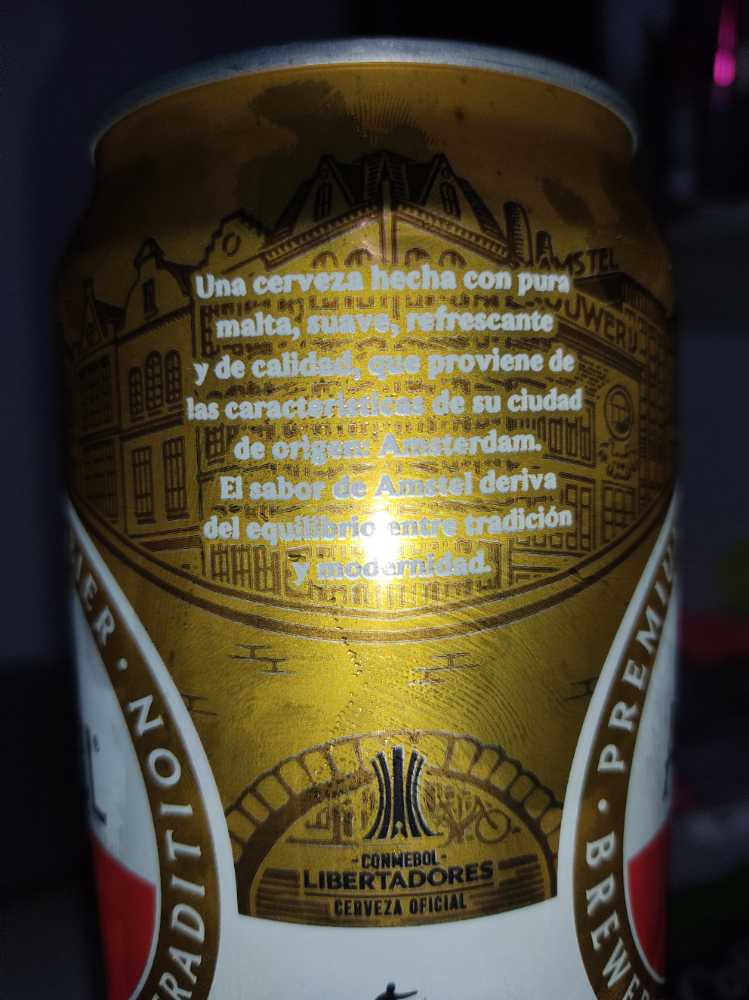 Una cerveza hecha con pura
malta, suave, refrescante
y de calidad, que proviene de
las características de su ciudad
de origen: Amsterdam.
El sabor de Amstel deriva
del equilibrio entre tradición
y modernidad.
AMSTEL
BROUWERIJ
TRADITION
PREMIUM
-CONMEBOL-
LIBERTADORES
CERVEZA OFICIAL